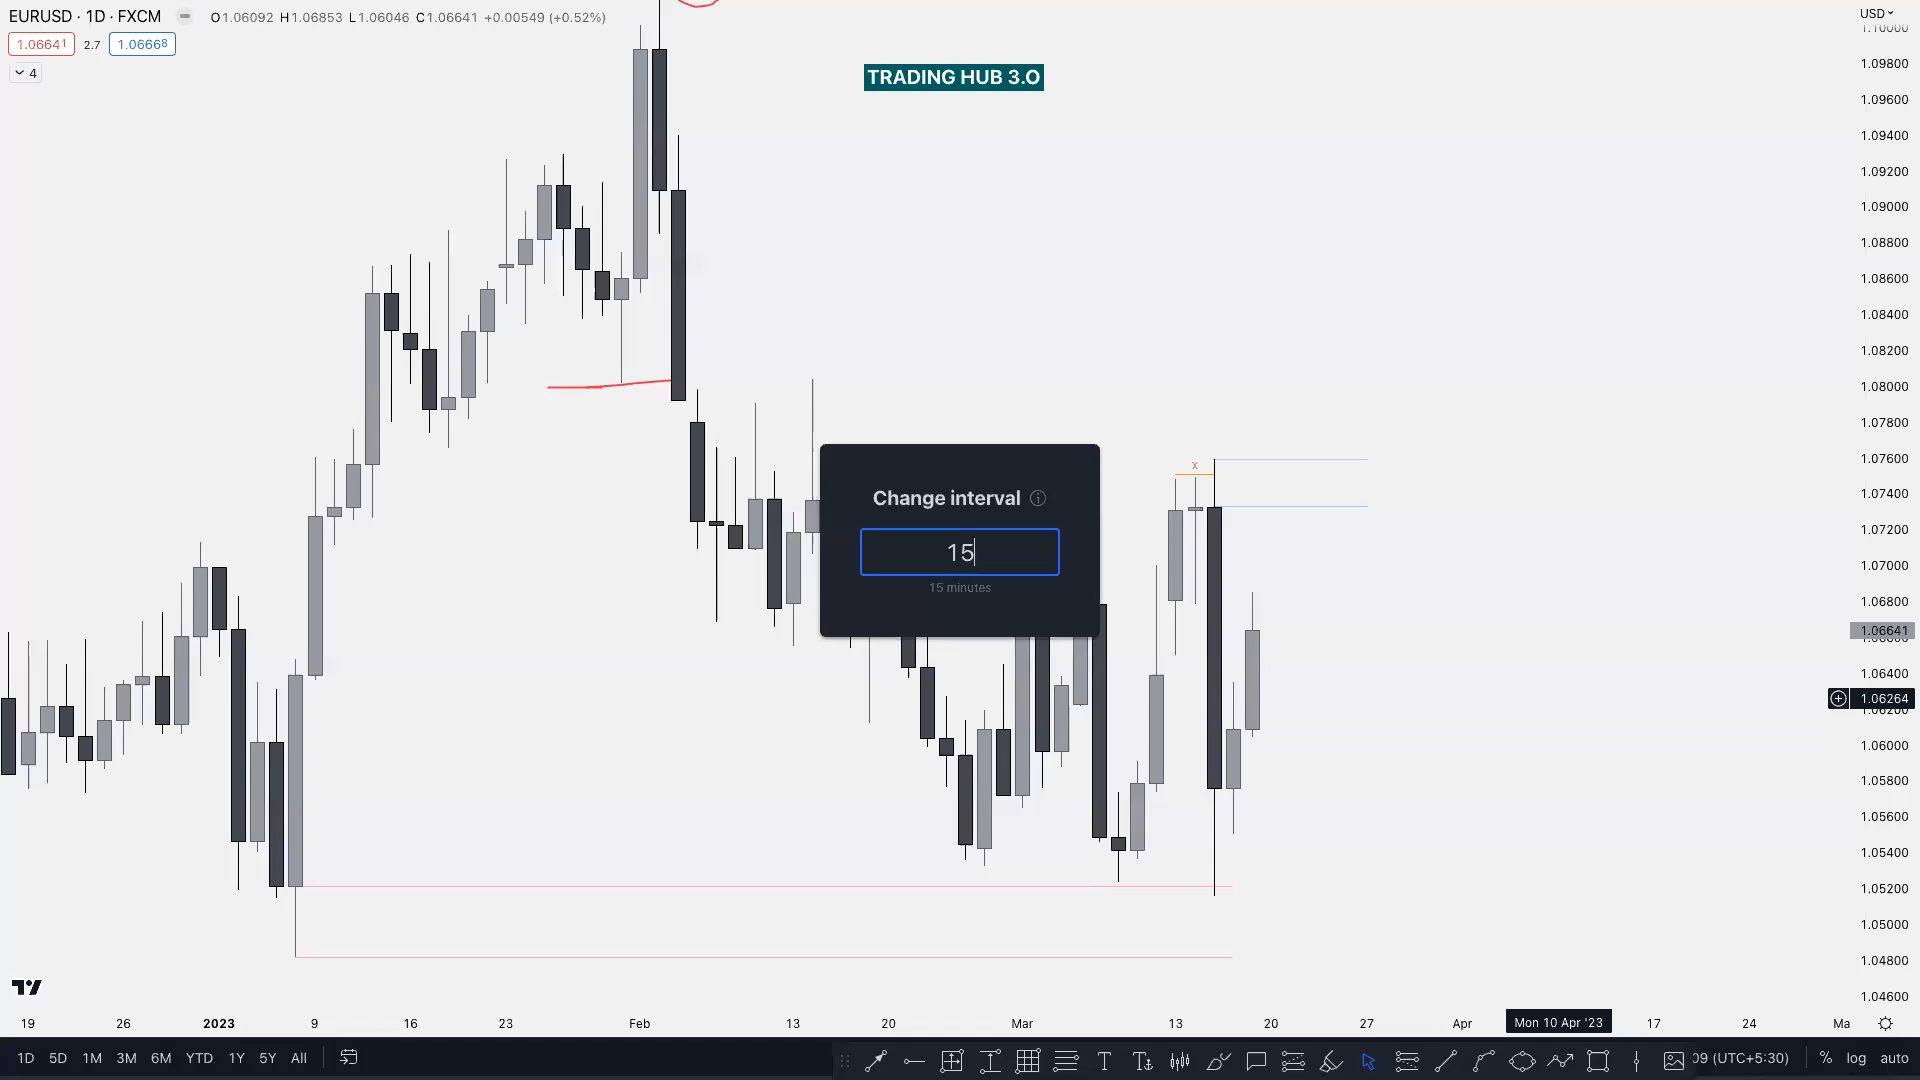 EURUSD · 1D · FXCM
O1.06092 H1.06853 L1.06046 C1.06641 +0.00549 (+0.52%)
1.06641 2.7 1.06668
4
TRADING HUB 3.O
USD
1.10000
1.09800
1.09600
1.09400
1.09200
1.09000
1.08800
1.08600
1.08400
1.08200
1.08000
1.07800
1.07600
1.07400
1.07200
1.07000
1.06800
1.06641
1.06400
1.06264
1.06200
1.06000
1.05800
1.05600
1.05400
1.05200
1.05000
1.04800
1.04600
x
Change interval
15
15 minutes
19 26 2023 9 16 23 Feb 13 20 Mar 13 20 27 Apr Mon 10 Apr '23 17 24 Ma
1D 5D 1M 3M 6M YTD 1Y 5Y All
09 (UTC+5:30) % log auto